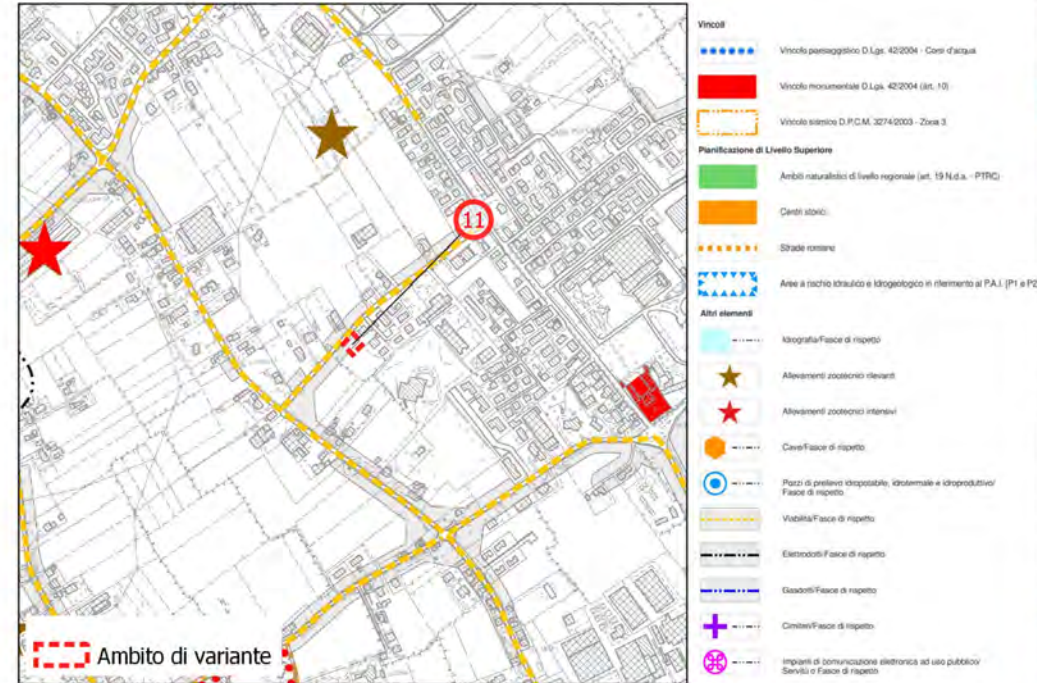 11
Ambito di variante
Vincoli
Vincolo paesaggistico D.Lgs. 42/2004 - Corsi d'acqua
Vincolo monumentale D.Lgs. 42/2004 (art. 10)
Vincolo sismico D.P.C.M. 3274/2003 - Zona 3
Pianificazione di Livello Superiore
Ambiti naturalistici di livello regionale (art. 19 N.d.a. - PTRC)
Centri storici
Strade romane
Aree a rischio idraulico e idrogeologico in riferimento al P.A.I. (P1 e P2
Altri elementi
Idrografia/Fasce di rispetto
Allevamenti zootecnici rilevanti
Allevamenti zootecnici intensivi
Cave/Fasce di rispetto
Pozzi di prelievo idropotabile, idrotermale e idroproduttivo/
Fasce di rispetto
Viabilità/Fasce di rispetto
Elettrodotti/Fasce di rispetto
Gasdotti/Fasce di rispetto
Cimiteri/Fasce di rispetto
Impianti di comunicazione elettronica ad uso pubblico/
Servitù e Fasce di rispetto